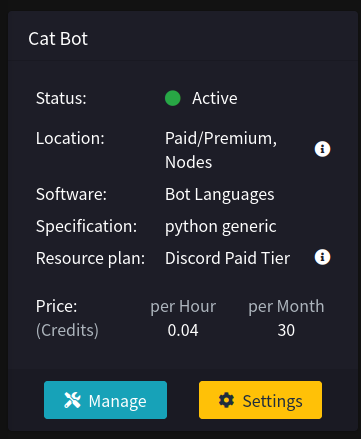 Cat Bot
Status: Active
Location: Paid/Premium,
Nodes
Software: Bot Languages
Specification: python generic
Resource plan: Discord Paid Tier
Price: per Hour per Month
(Credits) 0.04 30
Manage Settings